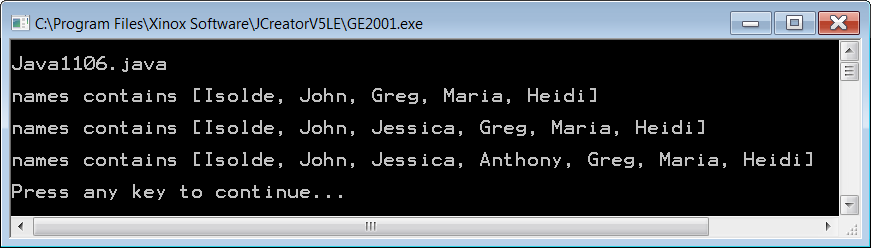 C:\Program Files\Xinox Software\JCreatorV5LE\GE2001.exe
Java1106.java
names contains [Isolde, John, Greg, Maria, Heidi]
names contains [Isolde, John, Jessica, Greg, Maria, Heidi]
names contains [Isolde, John, Jessica, Anthony, Greg, Maria, Heidi]
Press any key to continue...